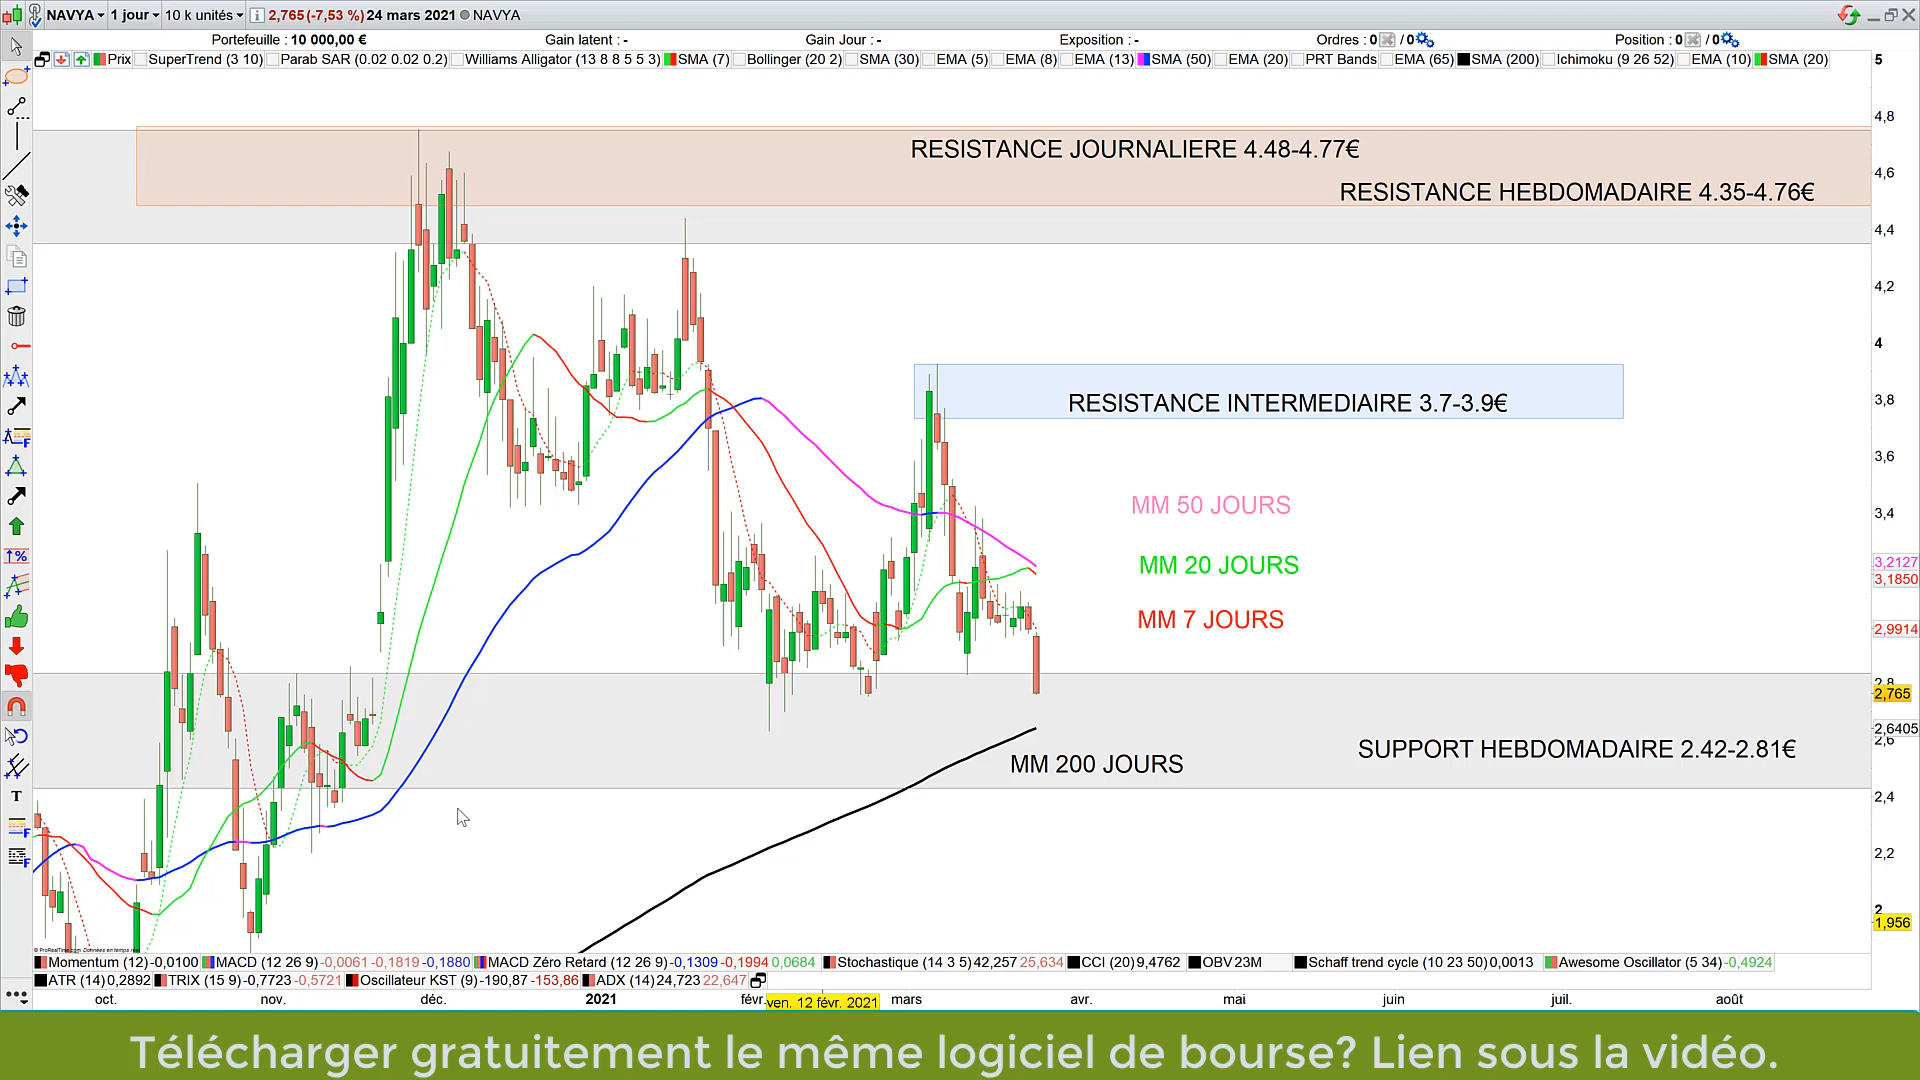 NAVYA 1 jour 10 k unités 2,765 (-7,53 %) 24 mars 2021 NAVYA
Portefeuille : 10 000,00 € Gain latent : - Gain Jour : - Exposition : - Ordres : 0 / 0 Position : 0 / 0
Prix SuperTrend (3 10) Parab SAR (0.02 0.02 0.2) Williams Alligator (13 8 8 5 5 3) SMA (7) Bollinger (20 2) SMA (30) EMA (5) EMA (8) EMA (13) SMA (50) EMA (20) PRT Bands EMA (65) SMA (200) Ichimoku (9 26 52) EMA (10) SMA (20)
5
4,8
RESISTANCE JOURNALIERE 4.48-4.77€
4,6
RESISTANCE HEBDOMADAIRE 4.35-4.76€
4,4
4,2
4
RESISTANCE INTERMEDIAIRE 3.7-3.9€
3,8
3,6
MM 50 JOURS
3,4
MM 20 JOURS
3,2127
3,1850
MM 7 JOURS
2,9914
2,8
2,765
2,6405
2,6
SUPPORT HEBDOMADAIRE 2.42-2.81€
MM 200 JOURS
2,4
2,2
2
1,956
© ProRealTime.com Données en temps réel
Momentum (12) -0,0100 MACD (12 26 9) -0,0061 -0,1819 -0,1880 MACD Zéro Retard (12 26 9) -0,1309 -0,1994 0,0684 Stochastique (14 3 5) 42,257 25,634 CCI (20) 9,4762 OBV 23M Schaff trend cycle (10 23 50) 0,0013 Awesome Oscillator (5 34) -0,4924
ATR (14) 0,2892 TRIX (15 9) -0,7723 -0,5721 Oscillateur KST (9) -190,87 -153,86 ADX (14) 24,723 22,647
oct. nov. déc. 2021 févr. ven. 12 févr. 2021 mars avr. mai juin juil. août
Télécharger gratuitement le même logiciel de bourse? Lien sous la vidéo.